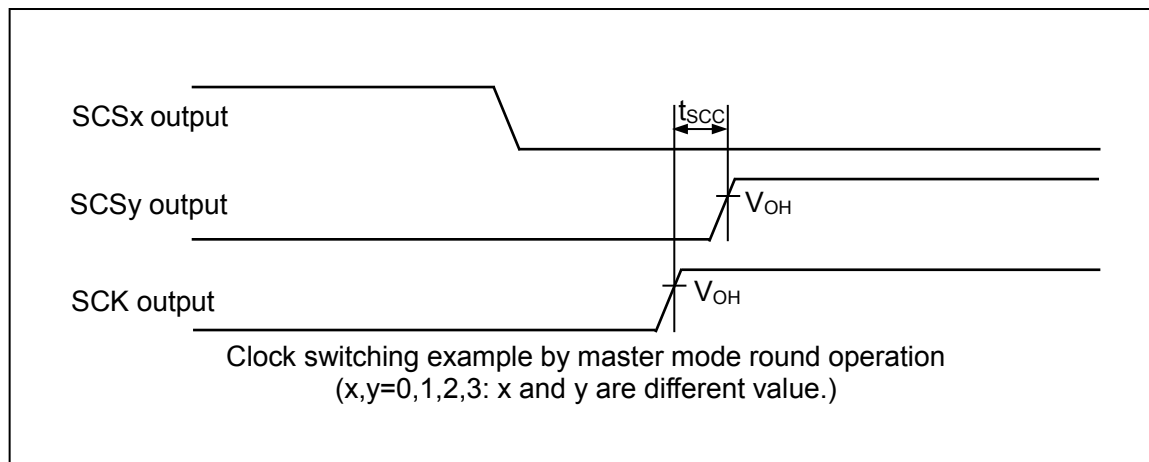 SCSx output
tSCC
SCSy output
VOH
SCK output
VOH
Clock switching example by master mode round operation
(x,y=0,1,2,3: x and y are different value.)